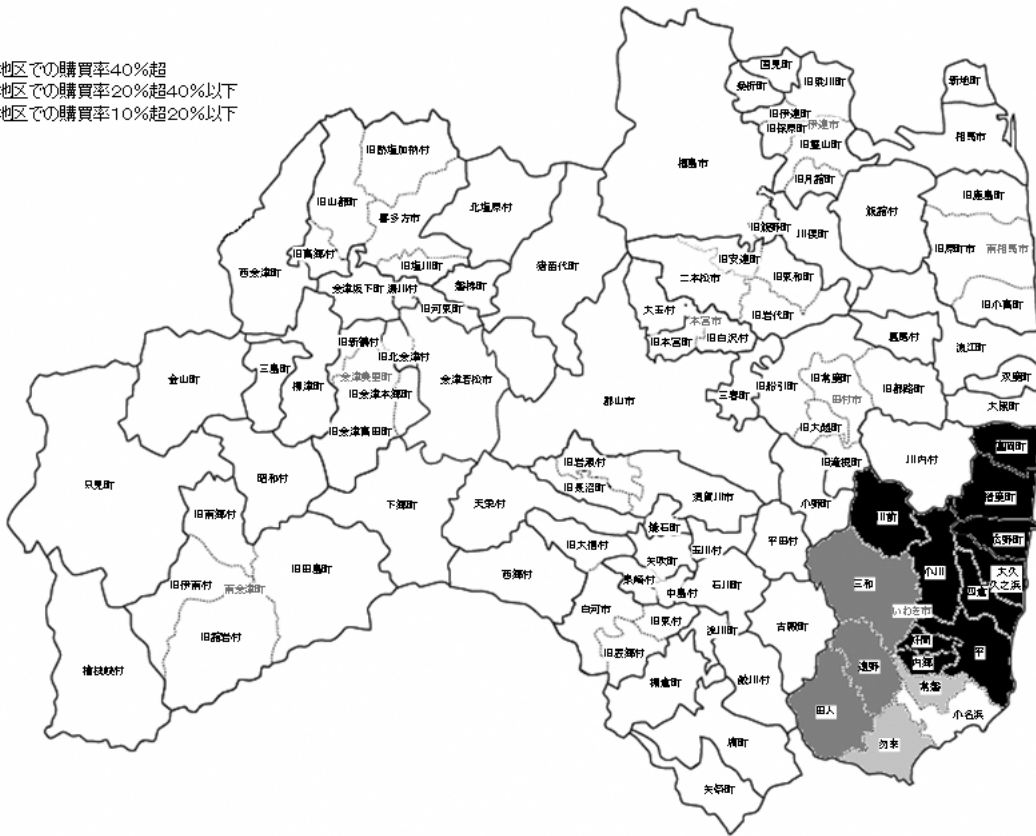 地区での購買率40%超
地区での購買率20%超40%以下
地区での購買率10%超20%以下
国見町
桑折町
旧梁川町
新地町
旧伊達町
伊達市
旧保原町
旧霊山町
相馬市
旧熱塩加納村
福島市
旧月舘町
旧鹿島町
旧山都町
北塩原村
飯舘村
喜多方市
旧飯野町
川俣町
旧高郷村
旧塩川町
猪苗代町
旧安達町
旧原町市
南相馬市
西会津町
二本松市
旧東和町
会津坂下町
湯川村
磐梯町
旧小高町
旧河東町
大玉村
旧岩代町
本宮市
旧新鶴村
旧本宮町
旧白沢村
葛尾村
浪江町
旧北会津村
三島町
金山町
会津美里町
会津若松市
双葉町
柳津町
旧会津本郷町
郡山市
三春町
旧船引町
旧常葉町
旧都路町
田村市
大熊町
旧会津高田町
旧大越町
富岡町
旧岩瀬村
旧滝根町
川内村
只見町
昭和村
旧長沼町
須賀川市
楢葉町
下郷町
天栄村
小野町
旧南郷村
川前
鏡石町
平田村
広野町
旧大信村
矢吹町
玉川村
旧田島町
西郷村
泉崎村
石川町
三和
小川
四倉
大久
久之浜
旧伊南村
南会津町
中島村
白河市
旧東村
いわき市
古殿町
旧舘岩村
浅川町
好間
旧表郷村
平
内郷
檜枝岐村
棚倉町
鮫川村
遠野
常磐
田人
小名浜
塙町
勿来
矢祭町